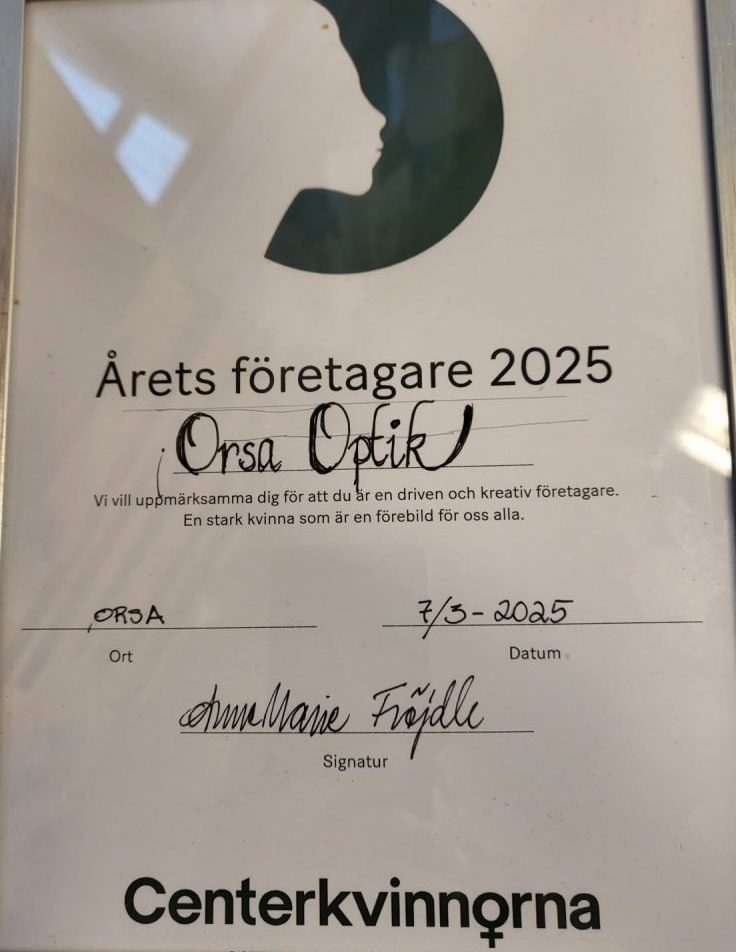 Årets företagare 2025
Orsa Optik
Vi vill uppmärksamma dig för att du är en driven och kreativ företagare.
En stark kvinna som är en förebild för oss alla.
ORSA 7/3-2025
Ort Datum
AnnaMarie Fröjdle
Signatur
Centerkvinnorna